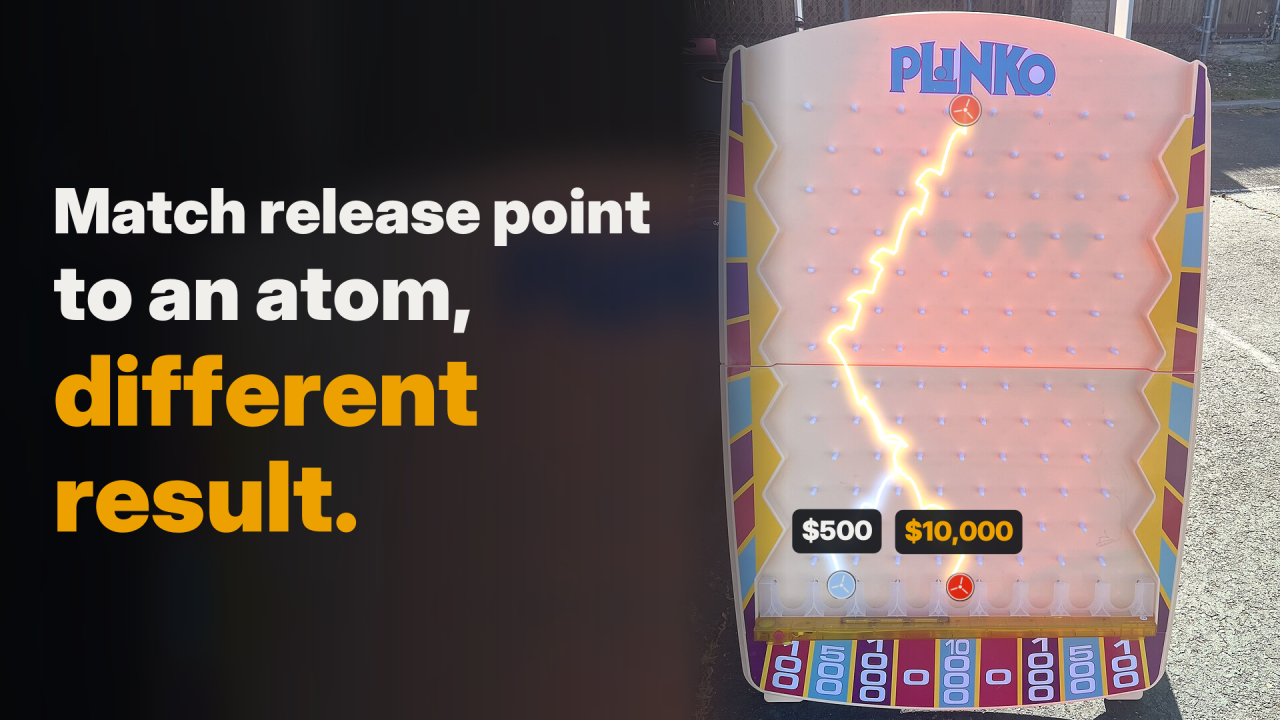 Match release point
to an atom,
different
result.
PLINKO
$500
$10,000
100
500
1000
0
10000
0
1000
500
100